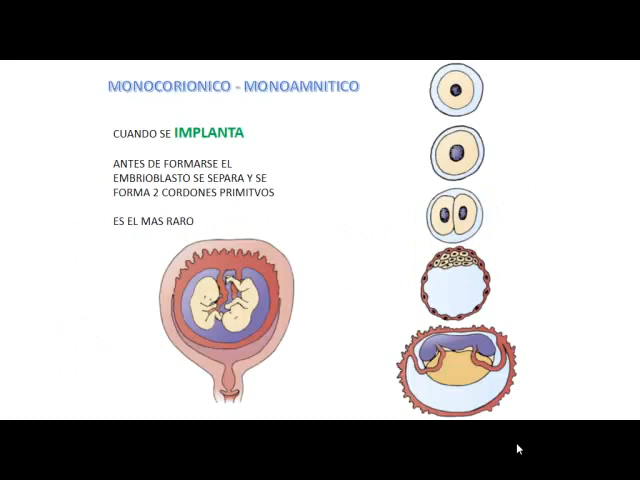 MONOCORIONICO - MONOAMNITICO
CUANDO SE IMPLANTA
ANTES DE FORMARSE EL
EMBRIOBLASTO SE SEPARA Y SE
FORMA 2 CORDONES PRIMITVOS
ES EL MAS RARO